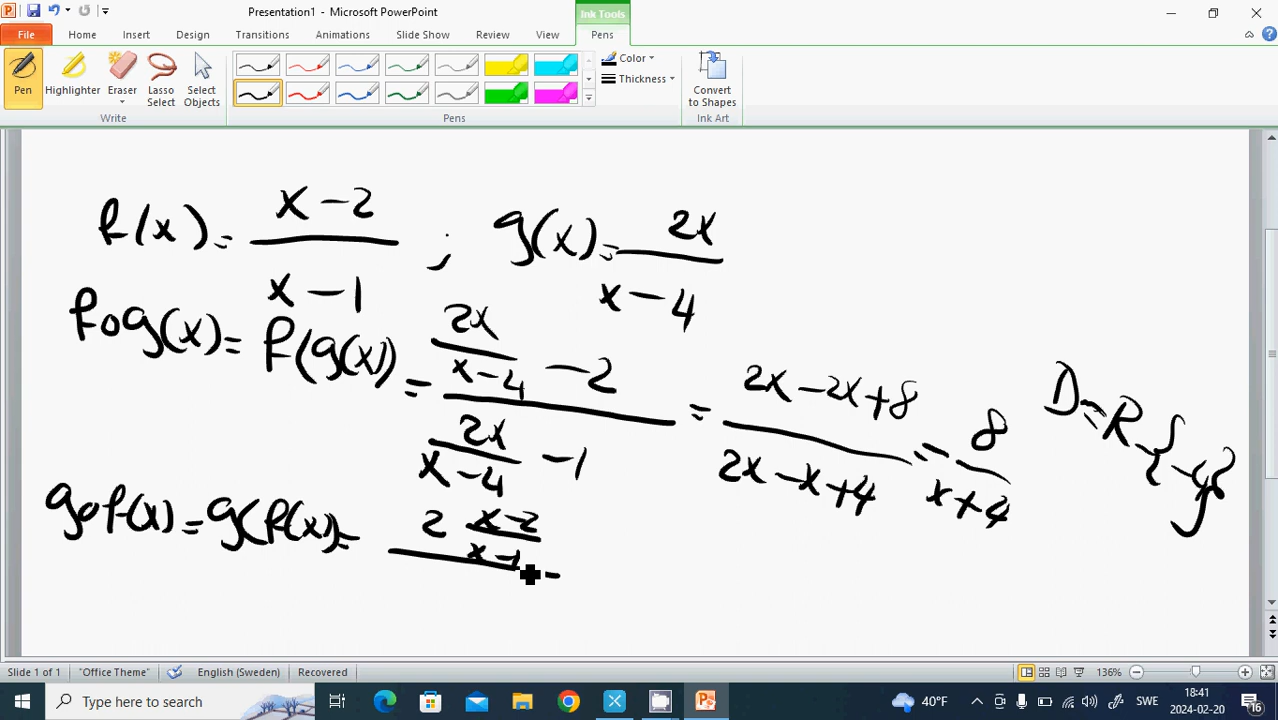 Presentation1 - Microsoft PowerPoint
Ink Tools
File Home Insert Design Transitions Animations Slide Show Review View Pens
Pen Highlighter Eraser Lasso Select Select Objects
Color Thickness
Convert to Shapes
Write Pens Ink Art
f(x) = (x-2)/(x-1) ; g(x) = 2x/(x-4)
fog(x) = f(g(x)) = (2x/(x-4) - 2)/(2x/(x-4) - 1) = (2x-2x+8)/(2x-x+4) = 8/(x+4) D=R-{-4}
gof(x) = g(f(x) = 2 (x-2)/(x-1)
Slide 1 of 1 "Office Theme" English (Sweden) Recovered 136%
Type here to search 40°F SWE 18:41
2024-02-20 16